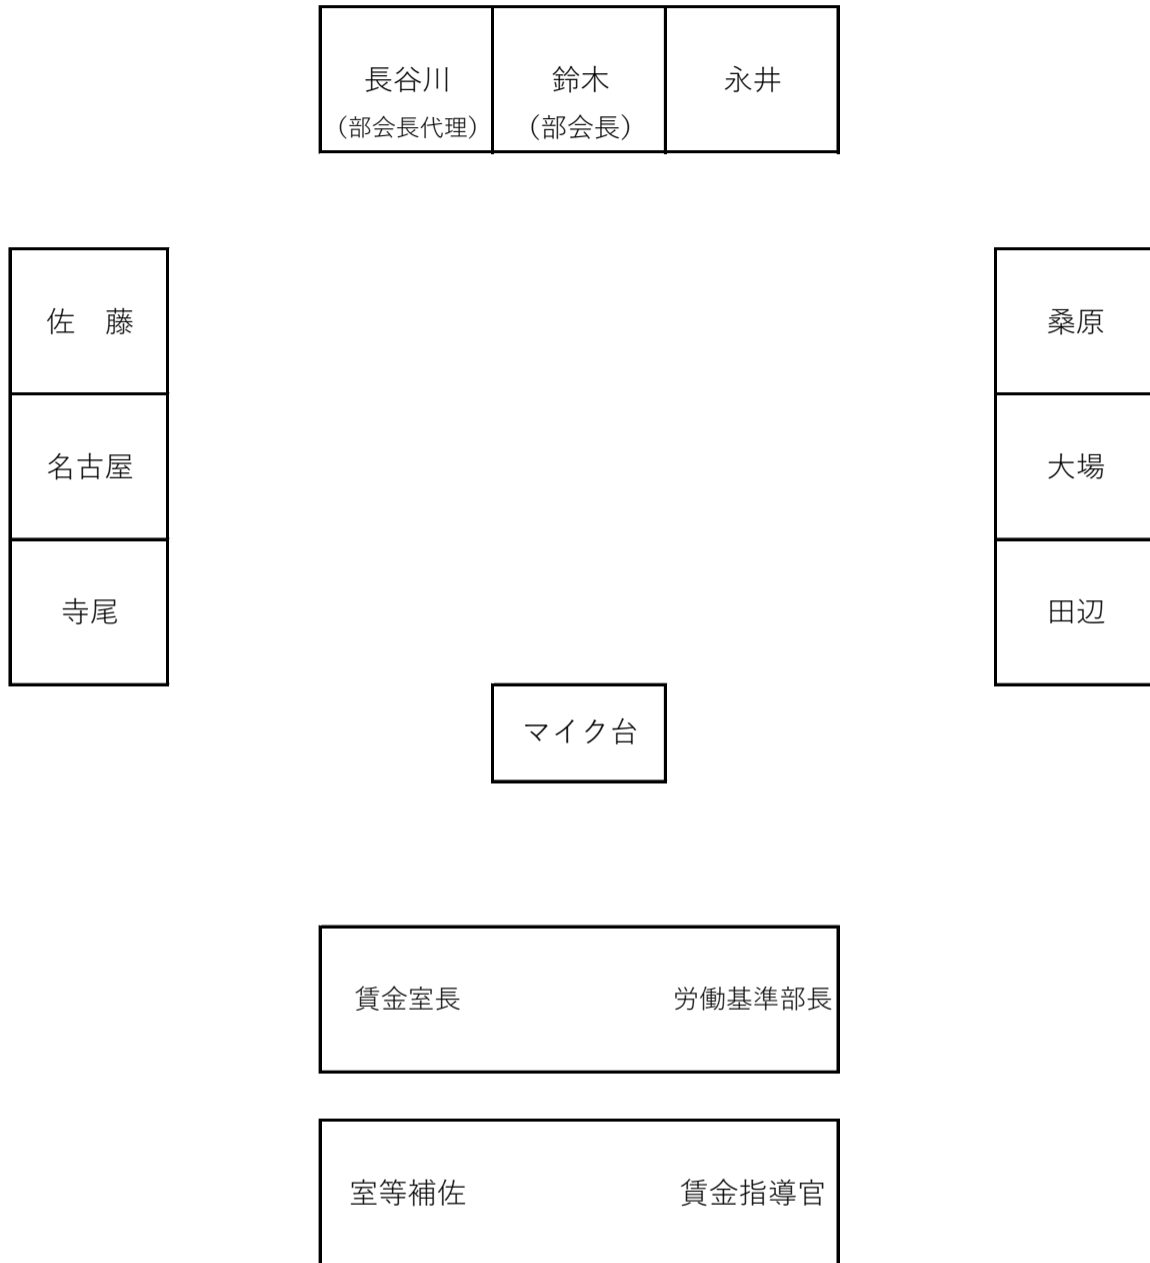 長谷川
（部会長代理）
鈴木
（部会長）
永井
佐　藤
名古屋
寺尾
桑原
大場
田辺
マイク台
賃金室長
労働基準部長
室等補佐
賃金指導官